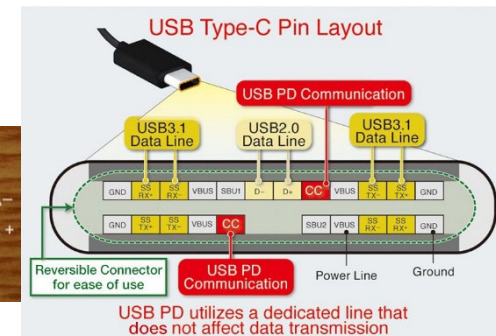 USB Type-C Pin Layout
USB PD Communication
USB3.1
Data Line
USB2.0
Data Line
USB3.1
Data Line
GND SS RX+ SS RX- VBUS SBU1 D- D+ CC VBUS SS TX- SS TX+ GND
GND SS TX+ SS TX- VBUS CC SBU2 VBUS SS RX- SS RX+ GND
Reversible Connector
for ease of use
USB PD
Communication
Power Line
Ground
USB PD utilizes a dedicated line that
does not affect data transmission
-
+